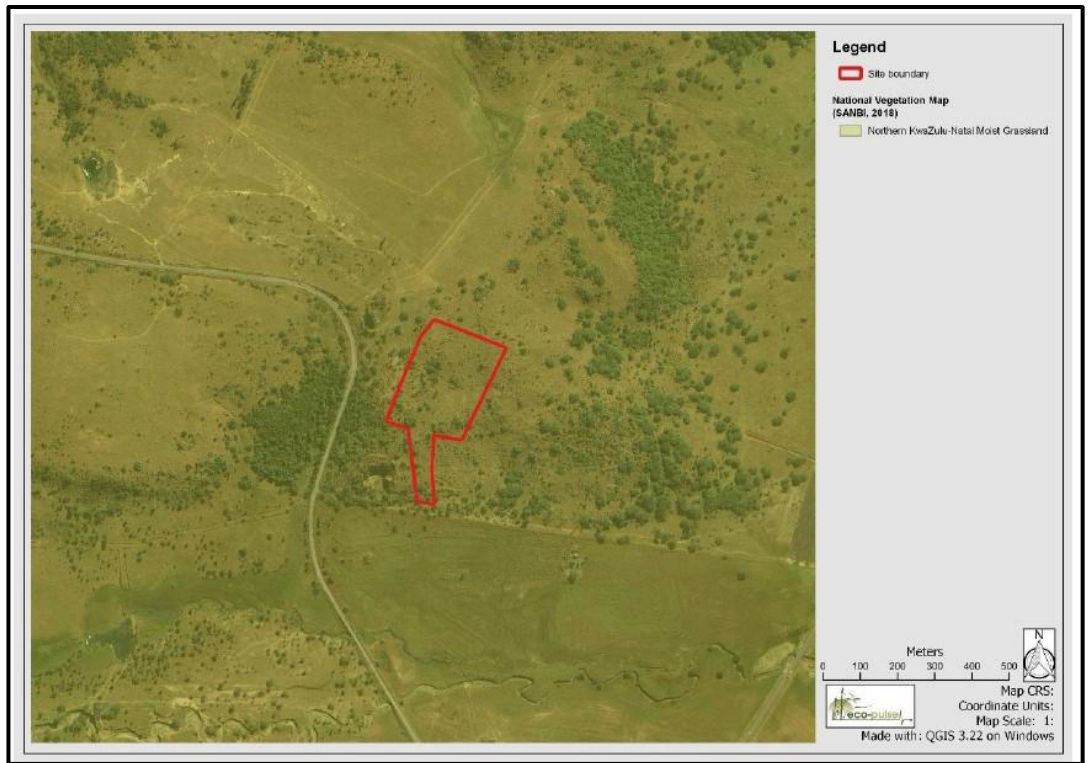 Legend
Site boundary
National Vegetation Map
(SANBI, 2018)
Northern KwaZulu-Natal Moist Grassland
N
Meters
0 100 200 300 400 500
eco-pulse
Map CRS:
Coordinate Units:
Map Scale: 1:
Made with: QGIS 3.22 on Windows